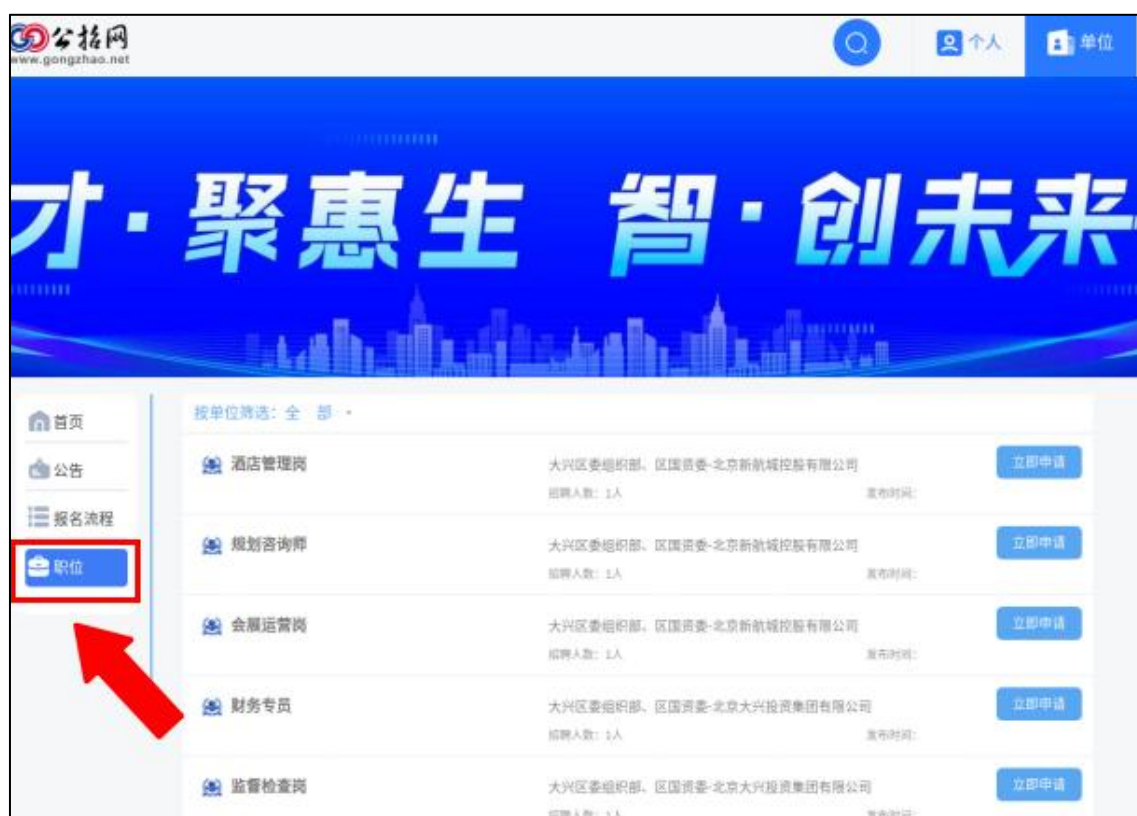 公招网
www.gongzhao.net
个人
单位
才·聚惠生 智·创未来
首页
公告
报名流程
职位
按单位筛选：全 部
酒店管理岗
大兴区委组织部、区国资委-北京新航城控股有限公司
立即申请
招聘人数：1人
发布时间：
规划咨询师
大兴区委组织部、区国资委-北京新航城控股有限公司
立即申请
招聘人数：1人
发布时间：
会展运营岗
大兴区委组织部、区国资委-北京新航城控股有限公司
立即申请
招聘人数：1人
发布时间：
财务专员
大兴区委组织部、区国资委-北京大兴投资集团有限公司
立即申请
招聘人数：1人
发布时间：
监督检查岗
大兴区委组织部、区国资委-北京大兴投资集团有限公司
立即申请
招聘人数：1人
发布时间：